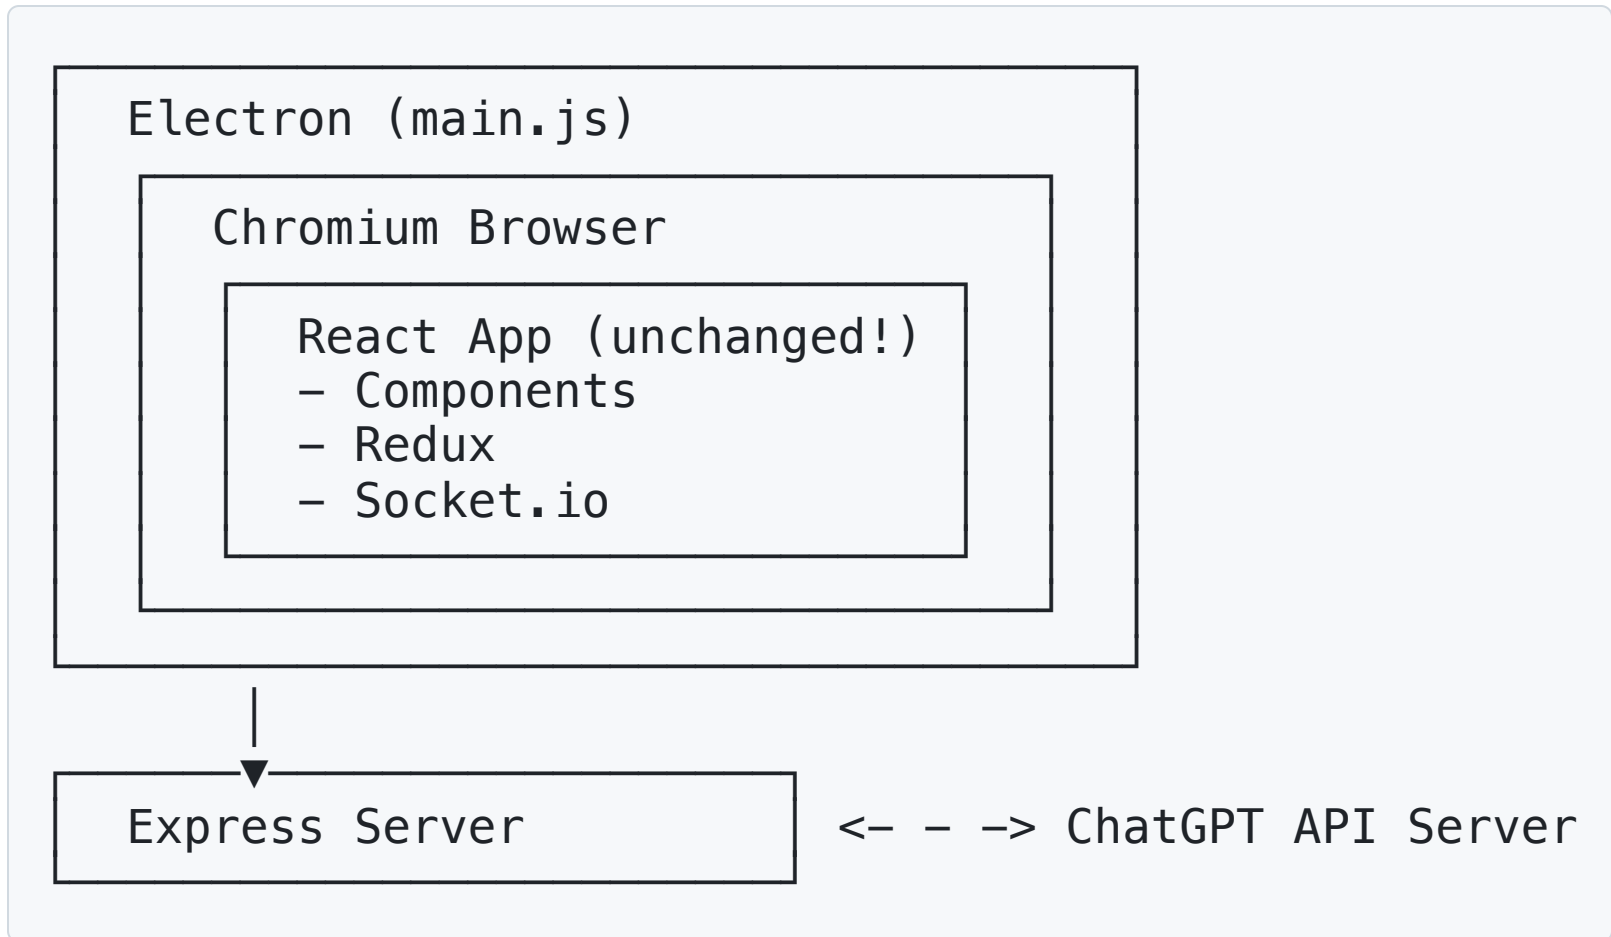 Electron (main.js)
Chromium Browser
React App (unchanged!)
- Components
- Redux
- Socket.io
Express Server <- - -> ChatGPT API Server